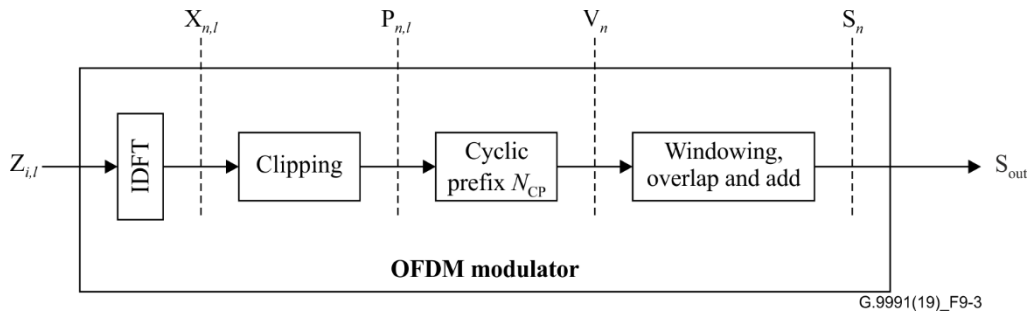 X_{n,l} P_{n,l} V_n S_n
Z_{i,l}
IDFT
Clipping
Cyclic
prefix N_CP
Windowing,
overlap and add
S_out
OFDM modulator
G.9991(19)_F9-3